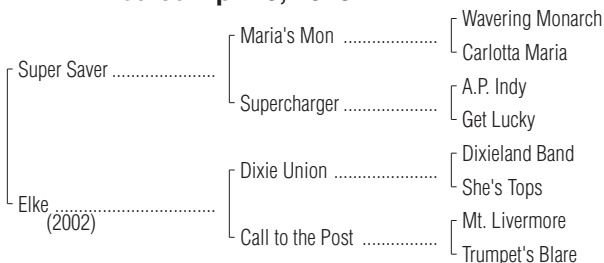 Wavering Monarch
Maria's Mon ....................
Carlotta Maria
Super Saver ......................
A.P. Indy
Supercharger ....................
Get Lucky
Dixieland Band
Dixie Union ......................
She's Tops
Elke ..................................
(2002)
Mt. Livermore
Call to the Post ................
Trumpet's Blare